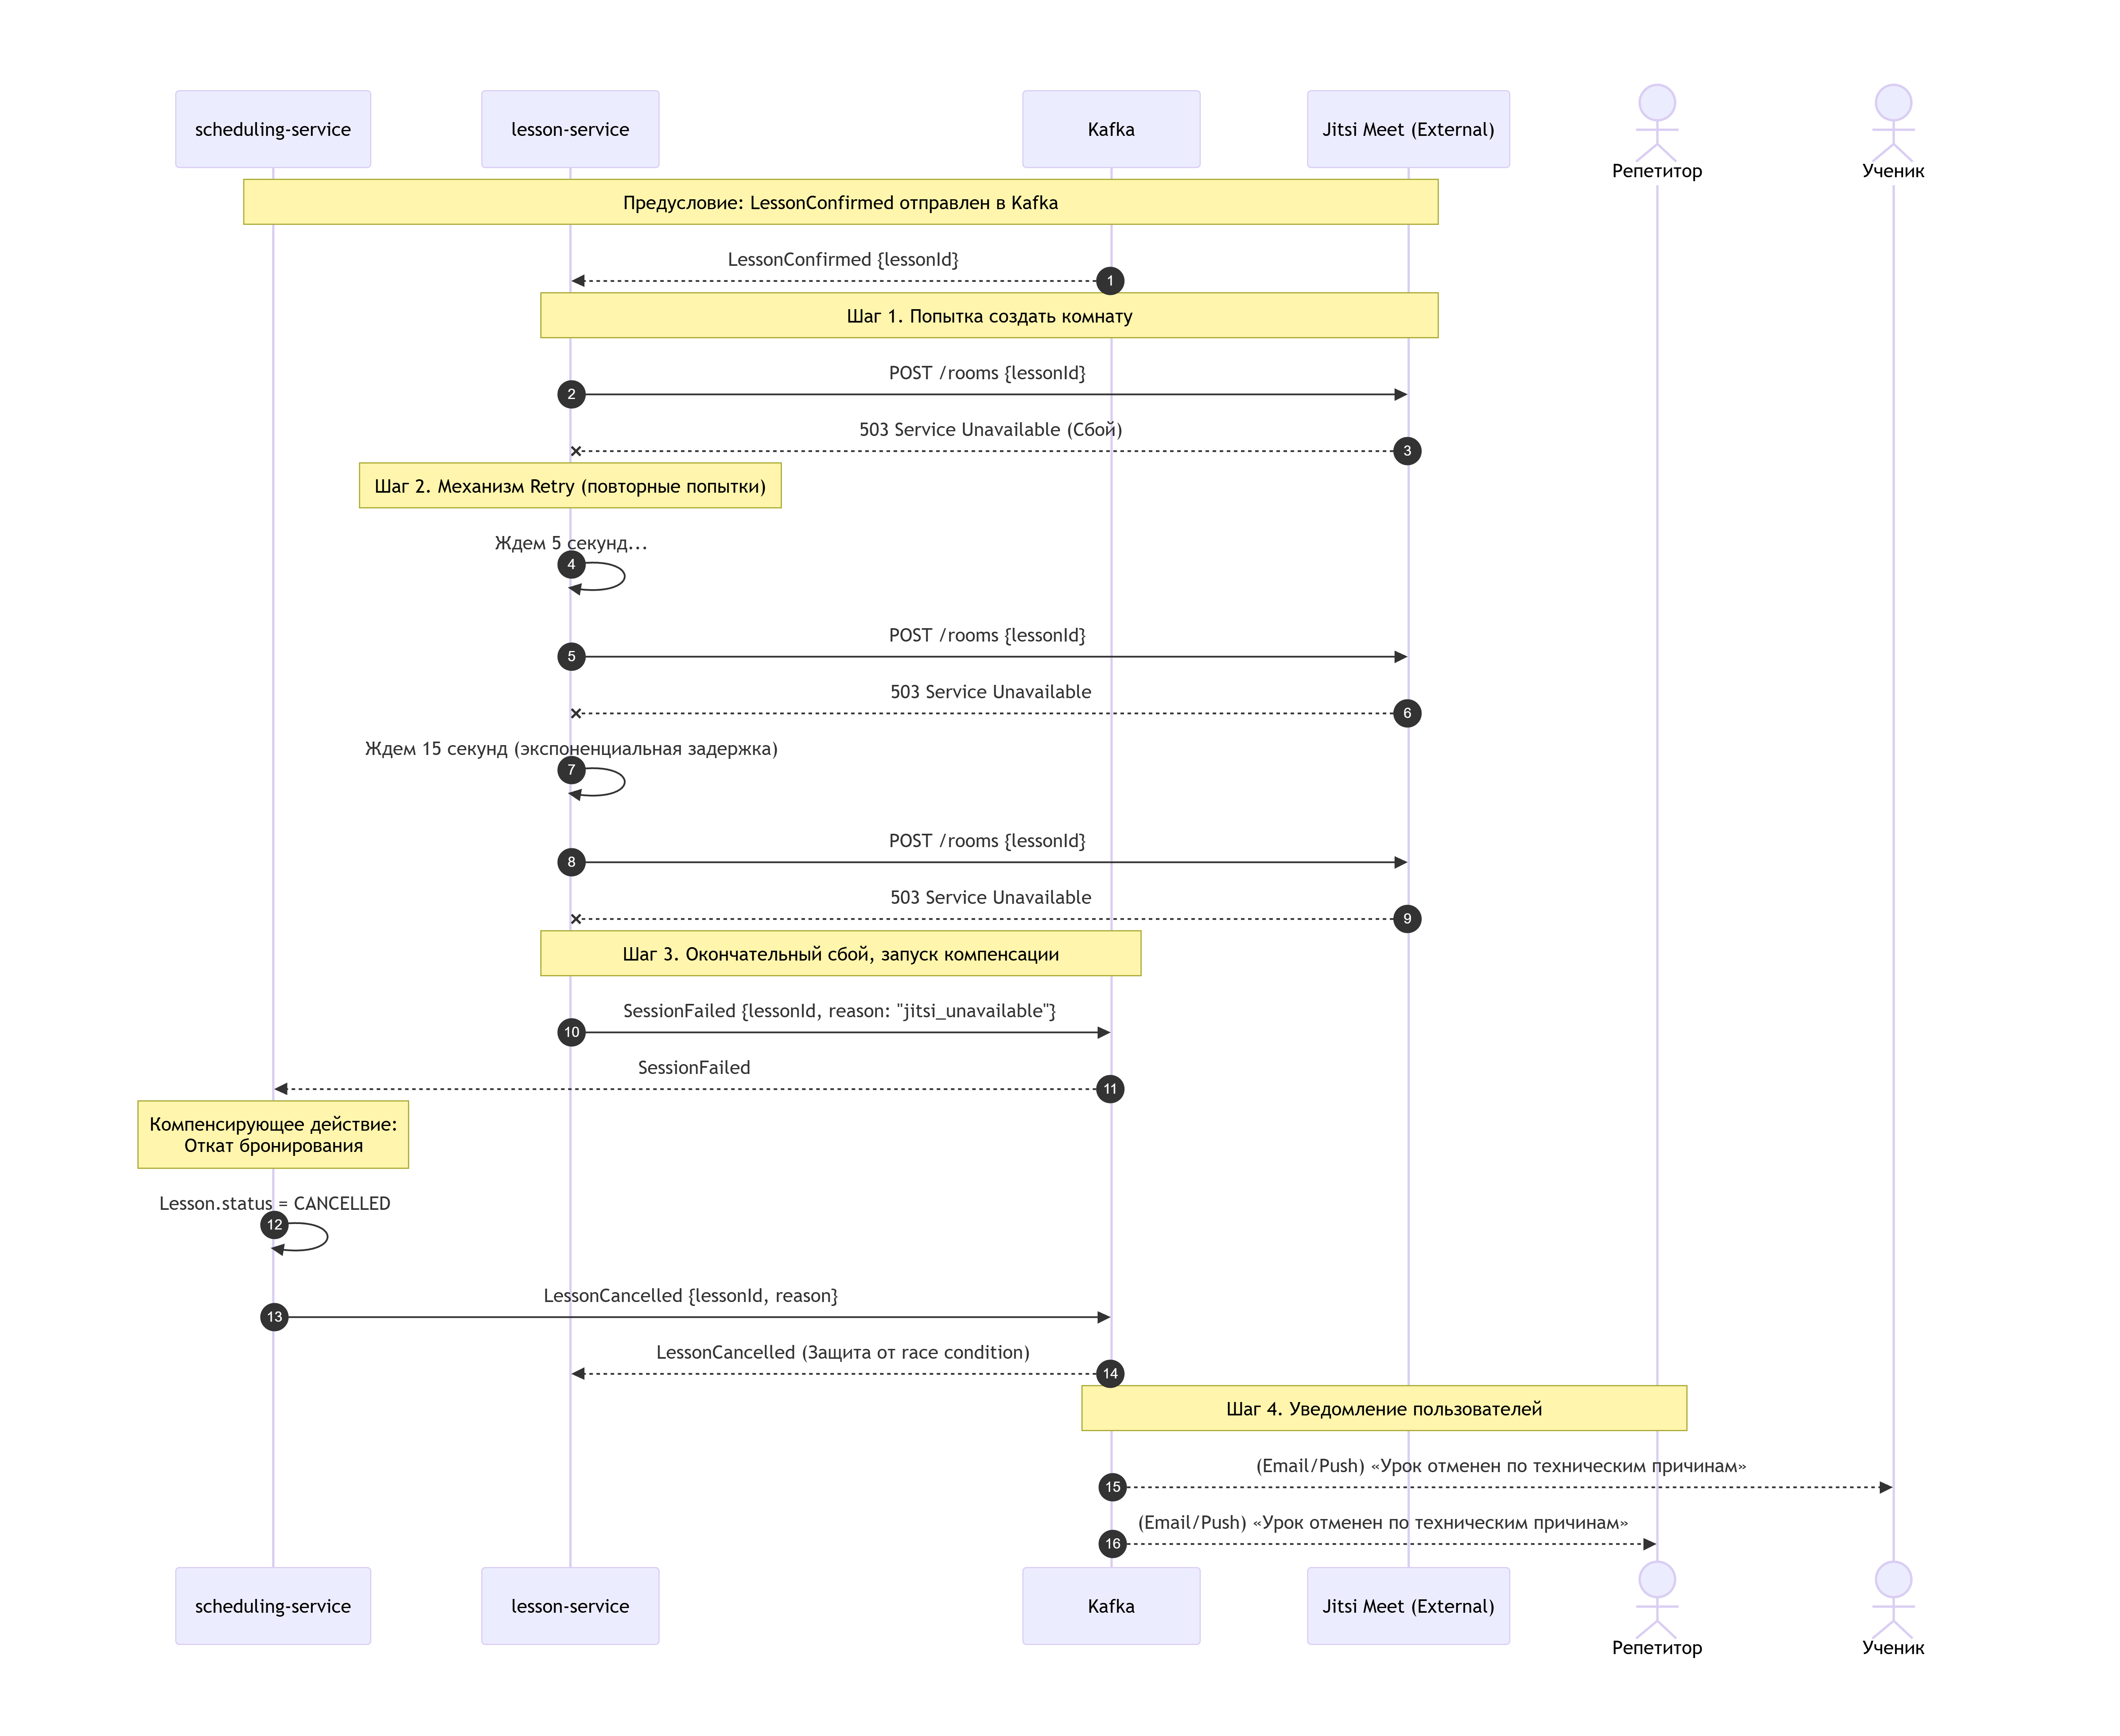 scheduling-service
lesson-service
Kafka
Jitsi Meet (External)
Репетитор
Ученик
Предусловие: LessonConfirmed отправлен в Kafka
LessonConfirmed {lessonId}
1
Шаг 1. Попытка создать комнату
POST /rooms {lessonId}
2
503 Service Unavailable (Сбой)
3
Шаг 2. Механизм Retry (повторные попытки)
Ждем 5 секунд...
4
POST /rooms {lessonId}
5
503 Service Unavailable
6
Ждем 15 секунд (экспоненциальная задержка)
7
POST /rooms {lessonId}
8
503 Service Unavailable
9
Шаг 3. Окончательный сбой, запуск компенсации
SessionFailed {lessonId, reason: "jitsi_unavailable"}
10
SessionFailed
11
Компенсирующее действие:
Откат бронирования
Lesson.status = CANCELLED
12
LessonCancelled {lessonId, reason}
13
LessonCancelled (Защита от race condition)
14
Шаг 4. Уведомление пользователей
(Email/Push) «Урок отменен по техническим причинам»
15
(Email/Push) «Урок отменен по техническим причинам»
16
scheduling-service
lesson-service
Kafka
Jitsi Meet (External)
Репетитор
Ученик